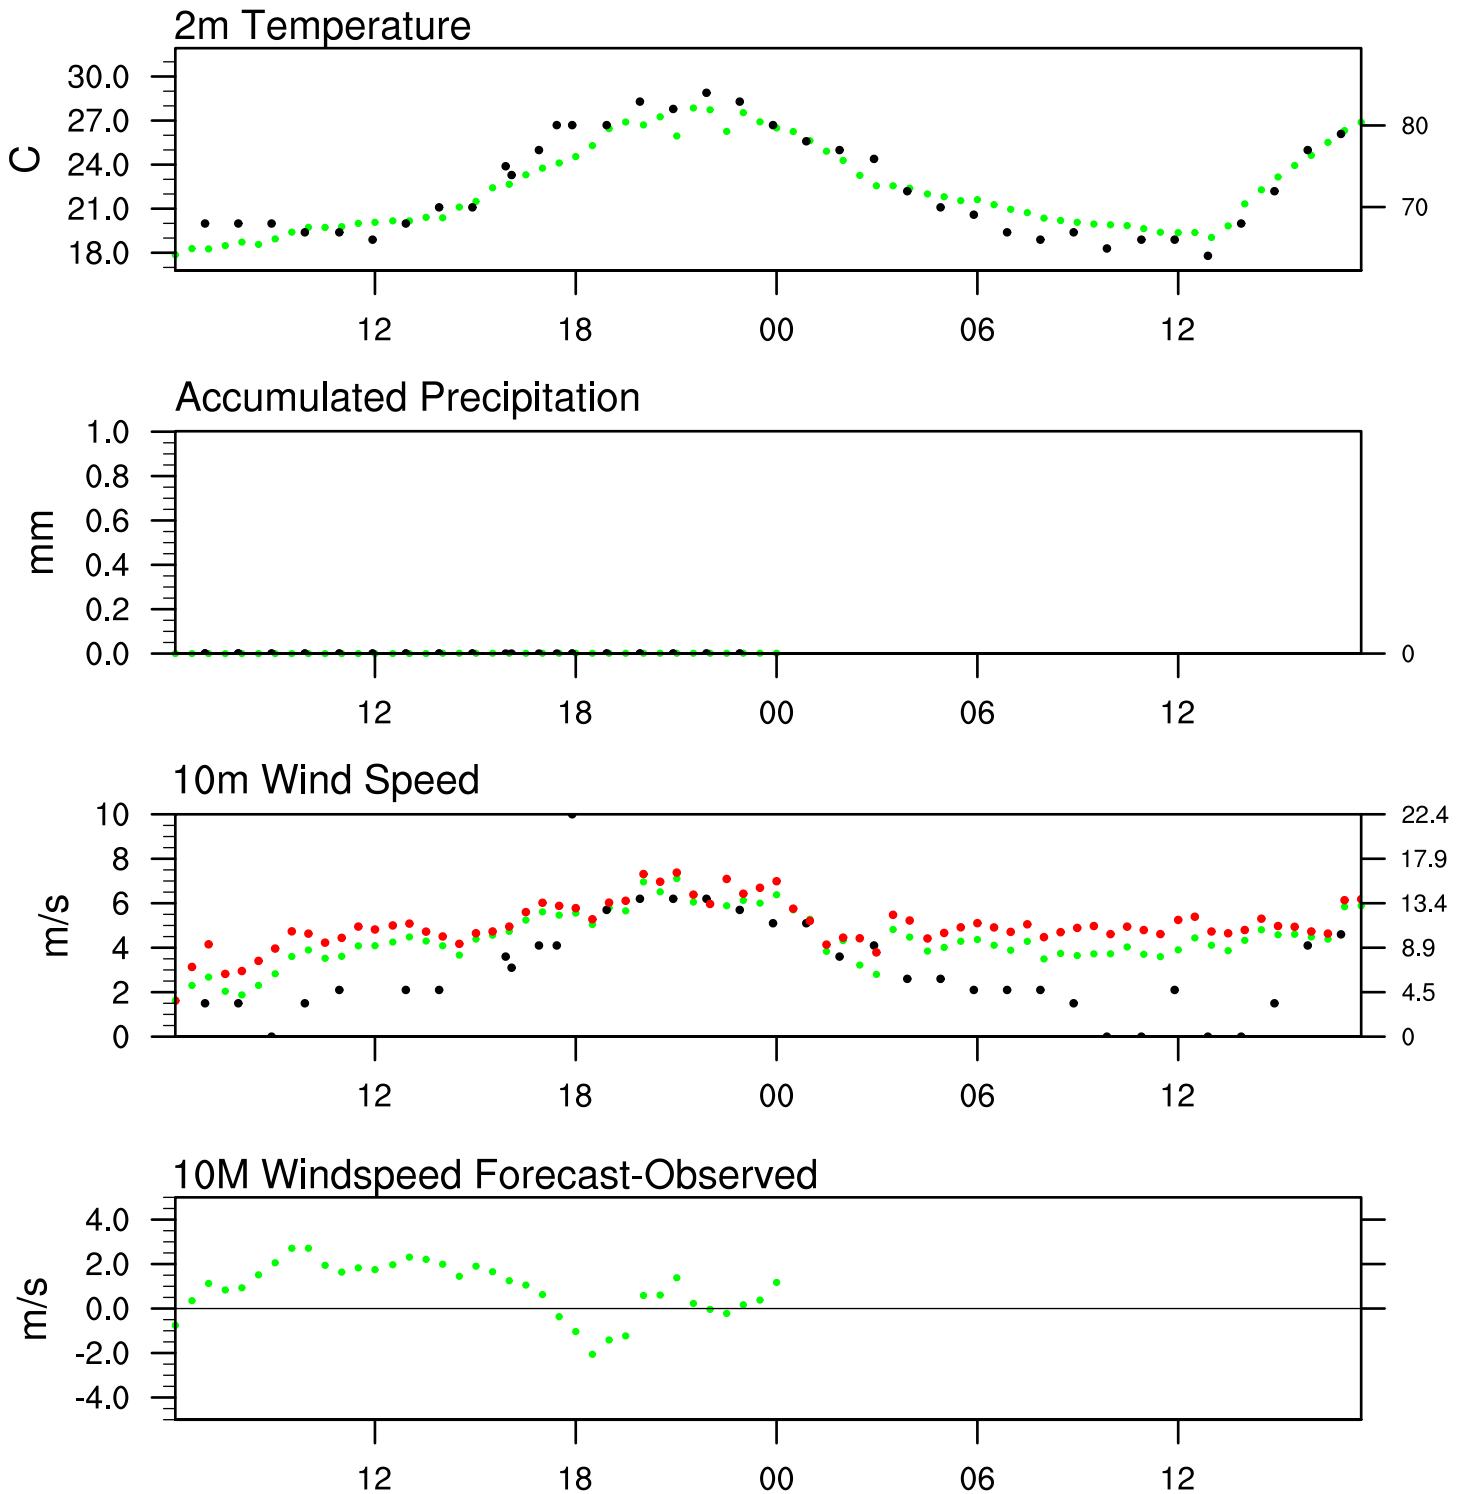 2m Temperature
30.0
27.0
24.0
21.0
18.0
C
80
70
12 18 00 06 12
Accumulated Precipitation
1.0
0.8
0.6
0.4
0.2
0.0
mm
0
12 18 00 06 12
10m Wind Speed
10
8
6
4
2
0
m/s
22.4
17.9
13.4
8.9
4.5
0
12 18 00 06 12
10M Windspeed Forecast-Observed
4.0
2.0
0.0
-2.0
-4.0
m/s
12 18 00 06 12